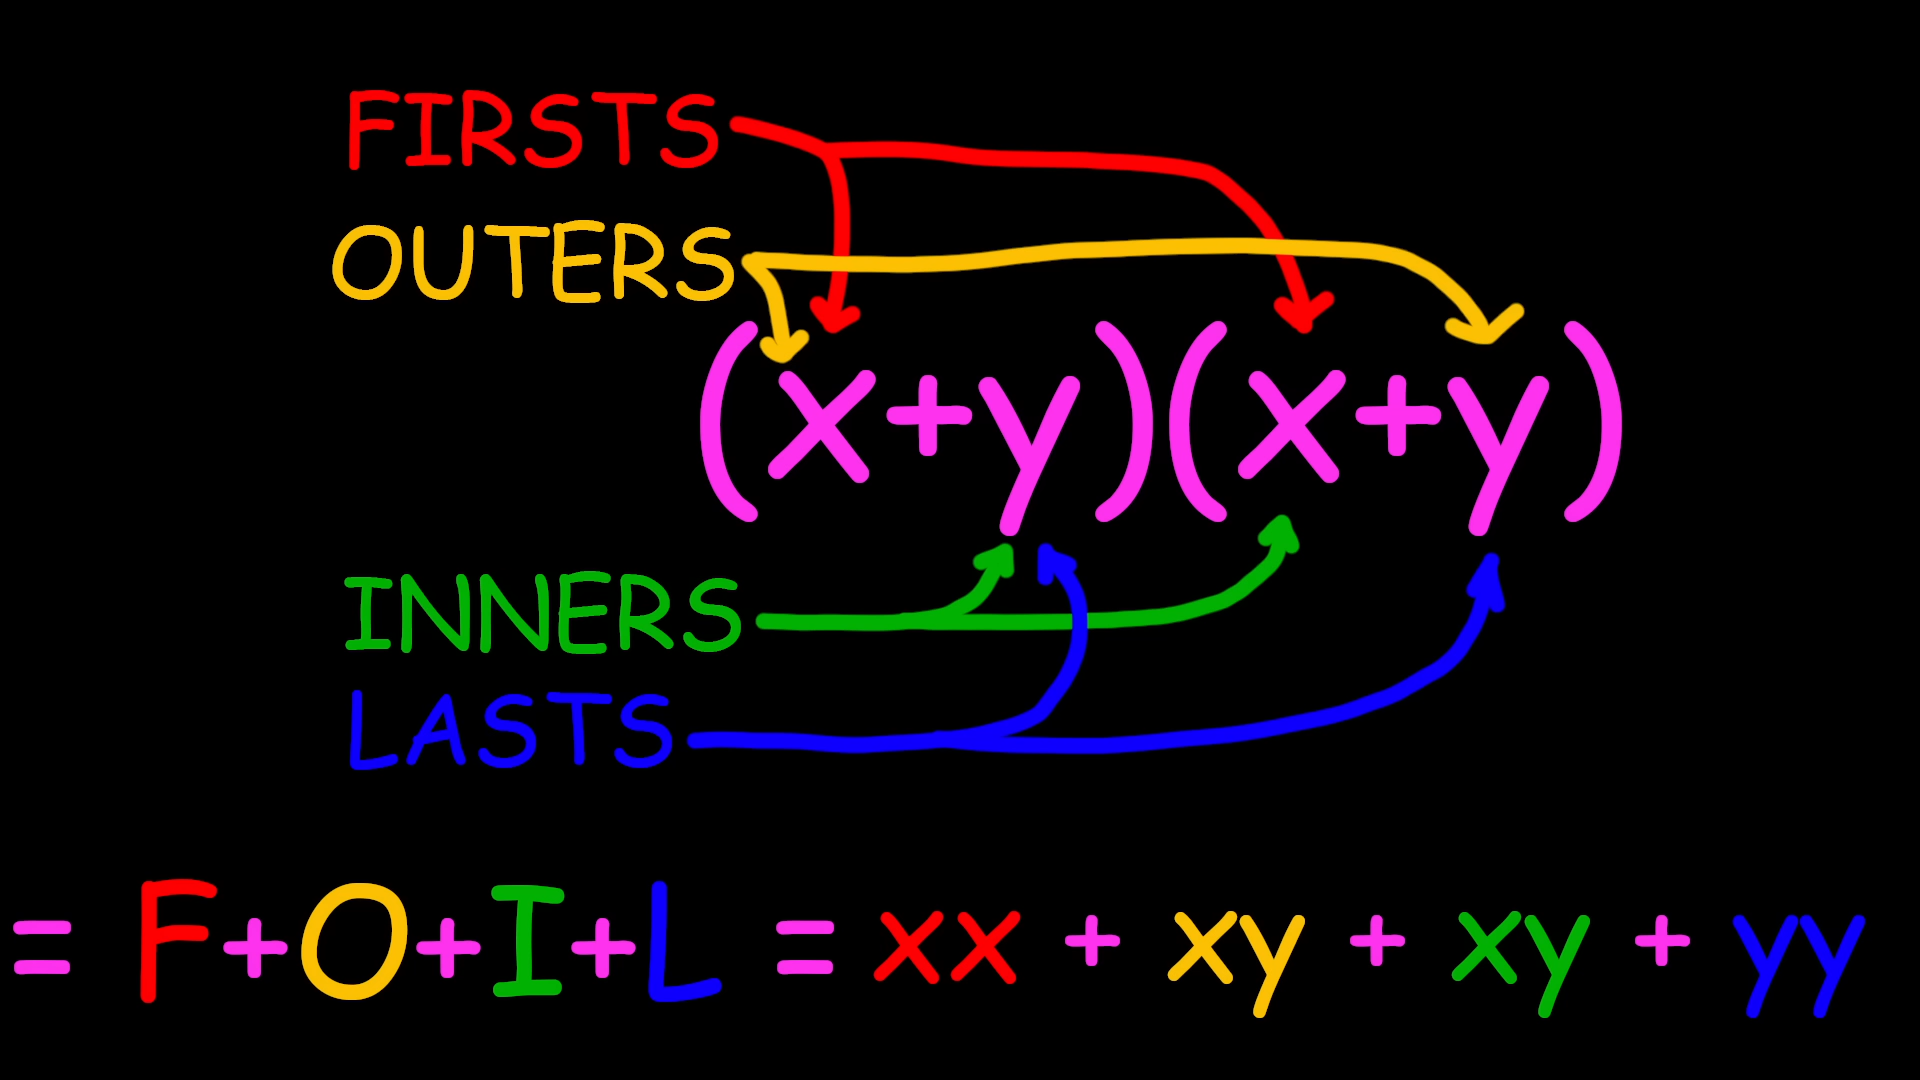 FIRSTS
OUTERS
(x+y)(x+y)
INNERS
LASTS
= F+O+I+L = xx + xy + xy + yy